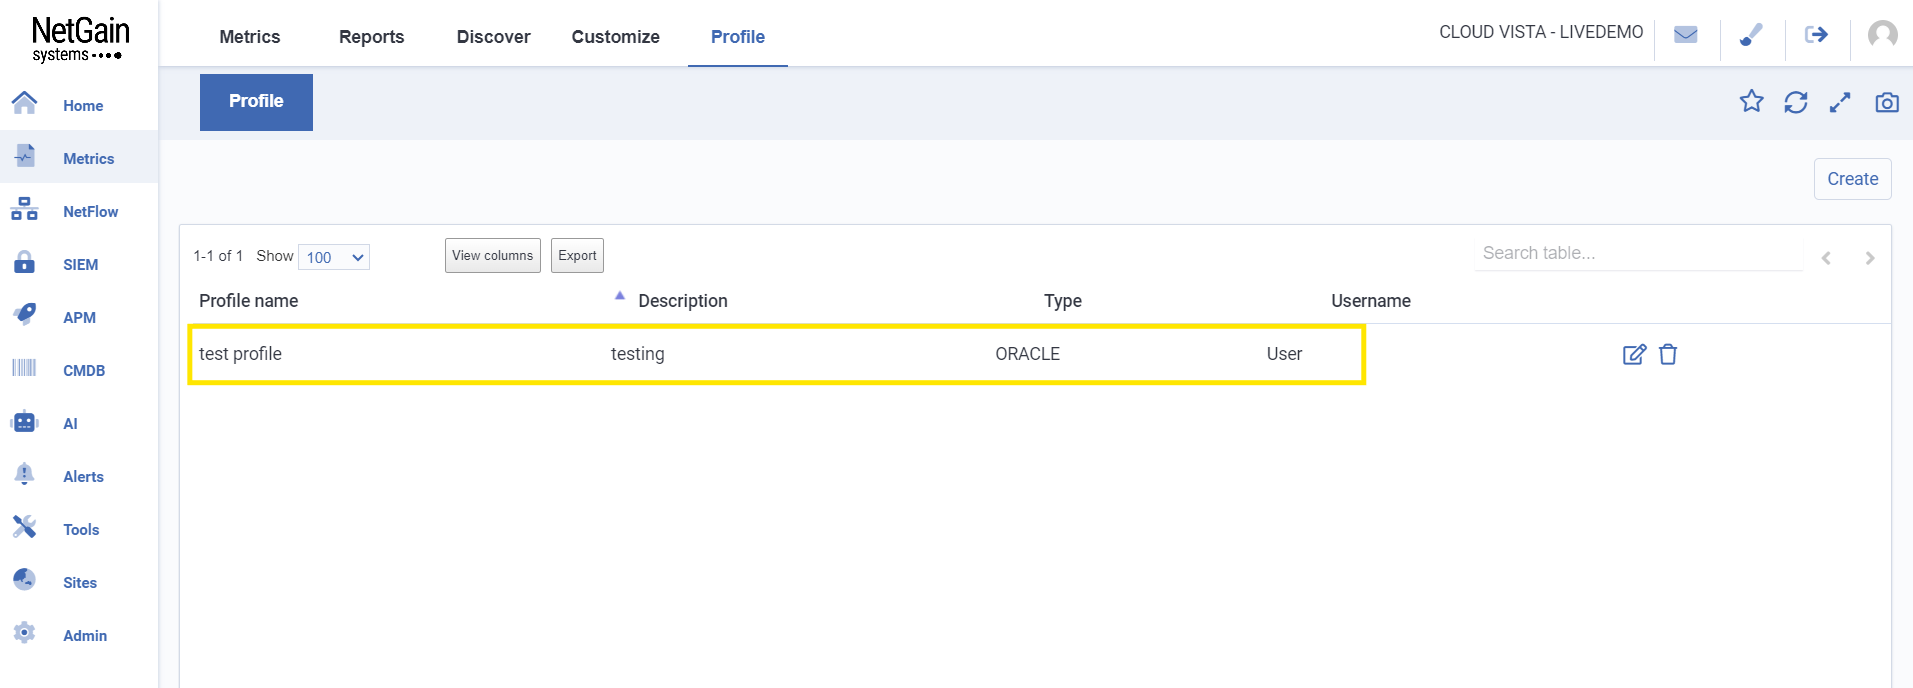 NetGain
systems
Metrics Reports Discover Customize Profile
CLOUD VISTA - LIVEDEMO
Home
Metrics
NetFlow
SIEM
APM
CMDB
AI
Alerts
Tools
Sites
Admin
Profile
Create
1-1 of 1 Show 100 View columns Export Search table...
Profile name Description Type Username
test profile testing ORACLE User